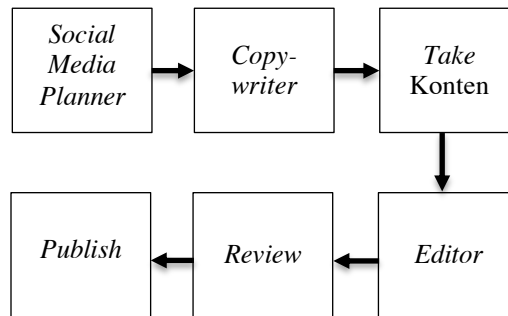 Social
Media
Planner
Copy-
writer
Take
Konten
Publish
Review
Editor